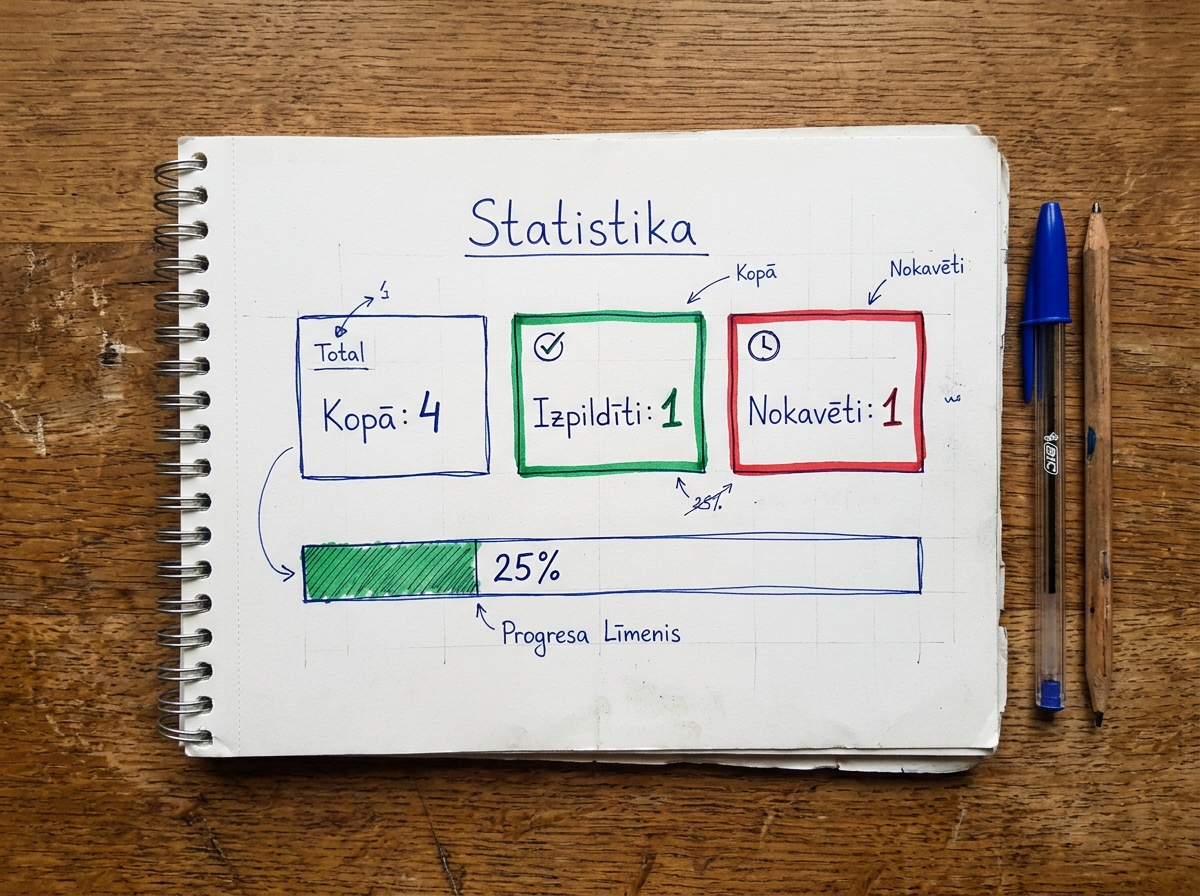 Statistika
Kopā
Nokavēti
Total
Kopā: 4
Izpildīti: 1
Nokavēti: 1
25%
25%
Progresa Līmenis
BIC